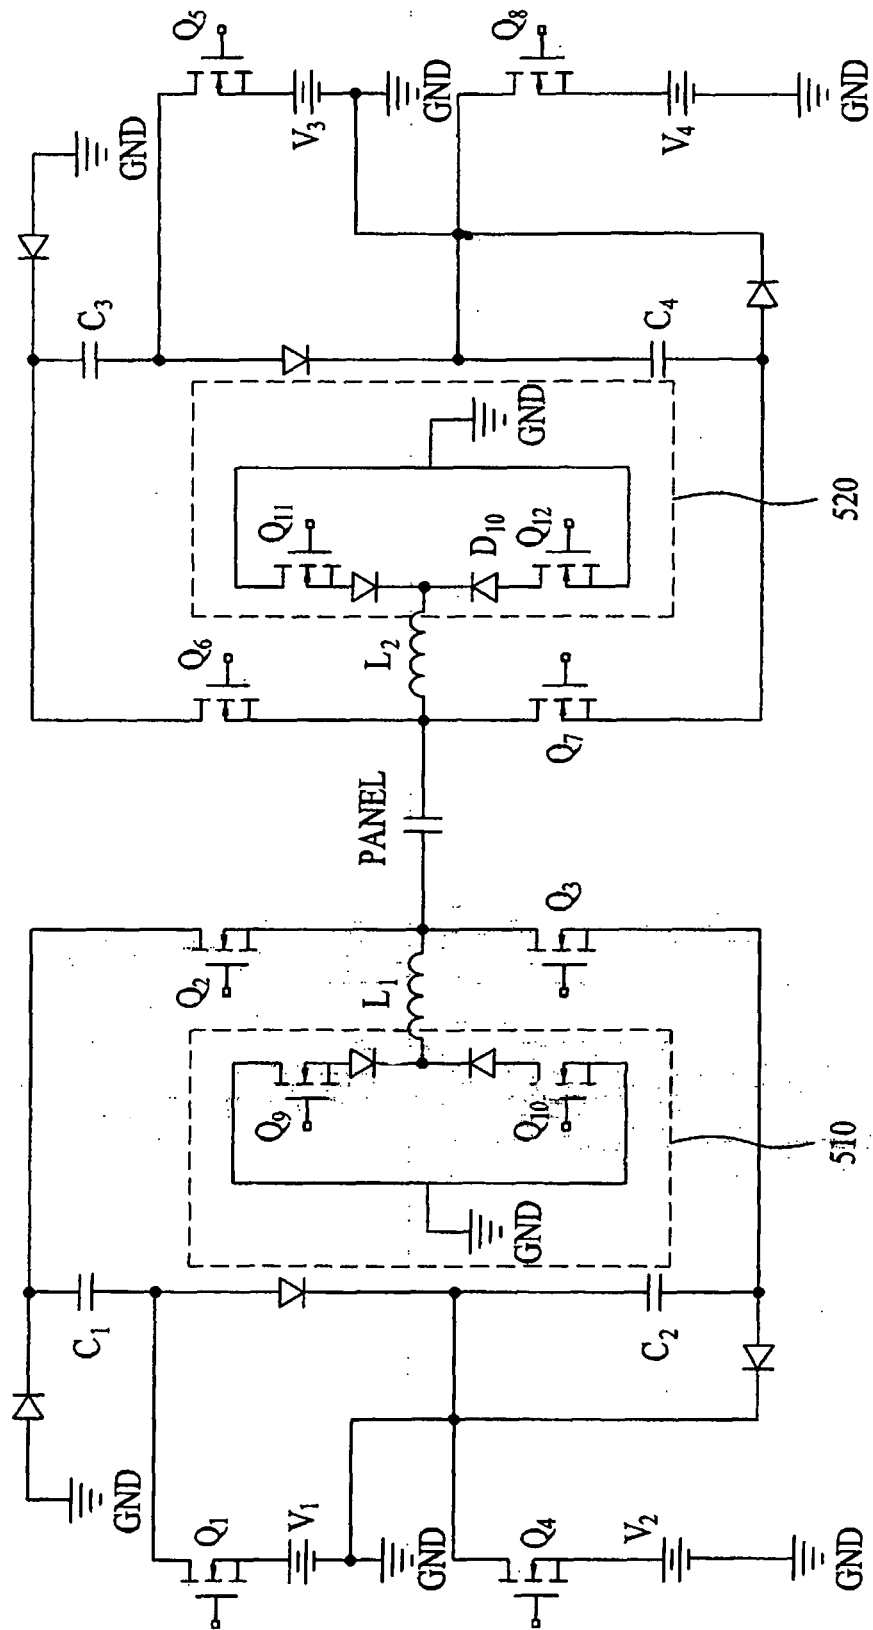 Q₅
Q₈
GND
V₃
GND
V₄
GND
C₃
C₄
GND
520
Q₁₁
D₁₀
Q₁₂
Q₆
L₂
Q₇
PANEL
Q₃
Q₂
L₁
Q₉
Q₁₀
510
GND
C₁
C₂
GND
Q₁
V₁
GND
Q₄
V₂
GND